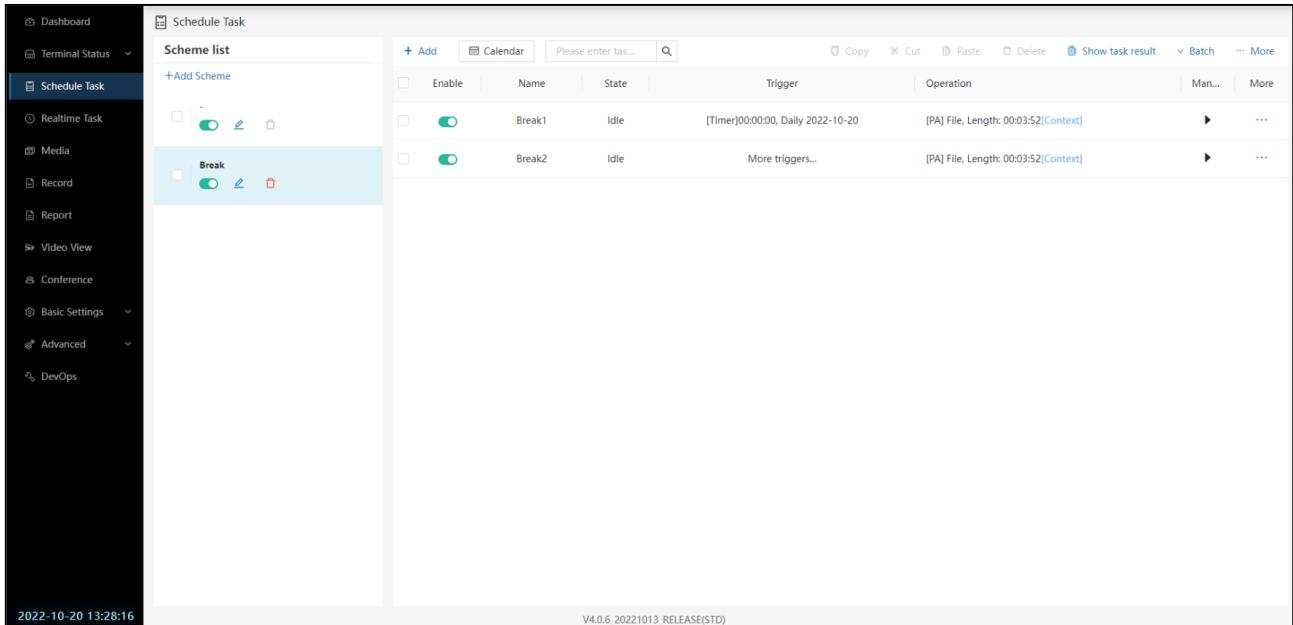 Dashboard
Terminal Status
Schedule Task
Realtime Task
Media
Record
Report
Video View
Conference
Basic Settings
Advanced
DevOps
2022-10-20 13:28:16
Schedule Task
Scheme list
+Add Scheme
-
Break
+ Add Calendar Please enter tas... Copy Cut Paste Delete Show task result Batch ... More
Enable Name State Trigger Operation Man... More
Break1 Idle [Timer]00:00:00, Daily 2022-10-20 [PA] File, Length: 00:03:52[Context] ...
Break2 Idle More triggers... [PA] File, Length: 00:03:52[Context] ...
V4.0.6_20221013_RELEASE(STD)